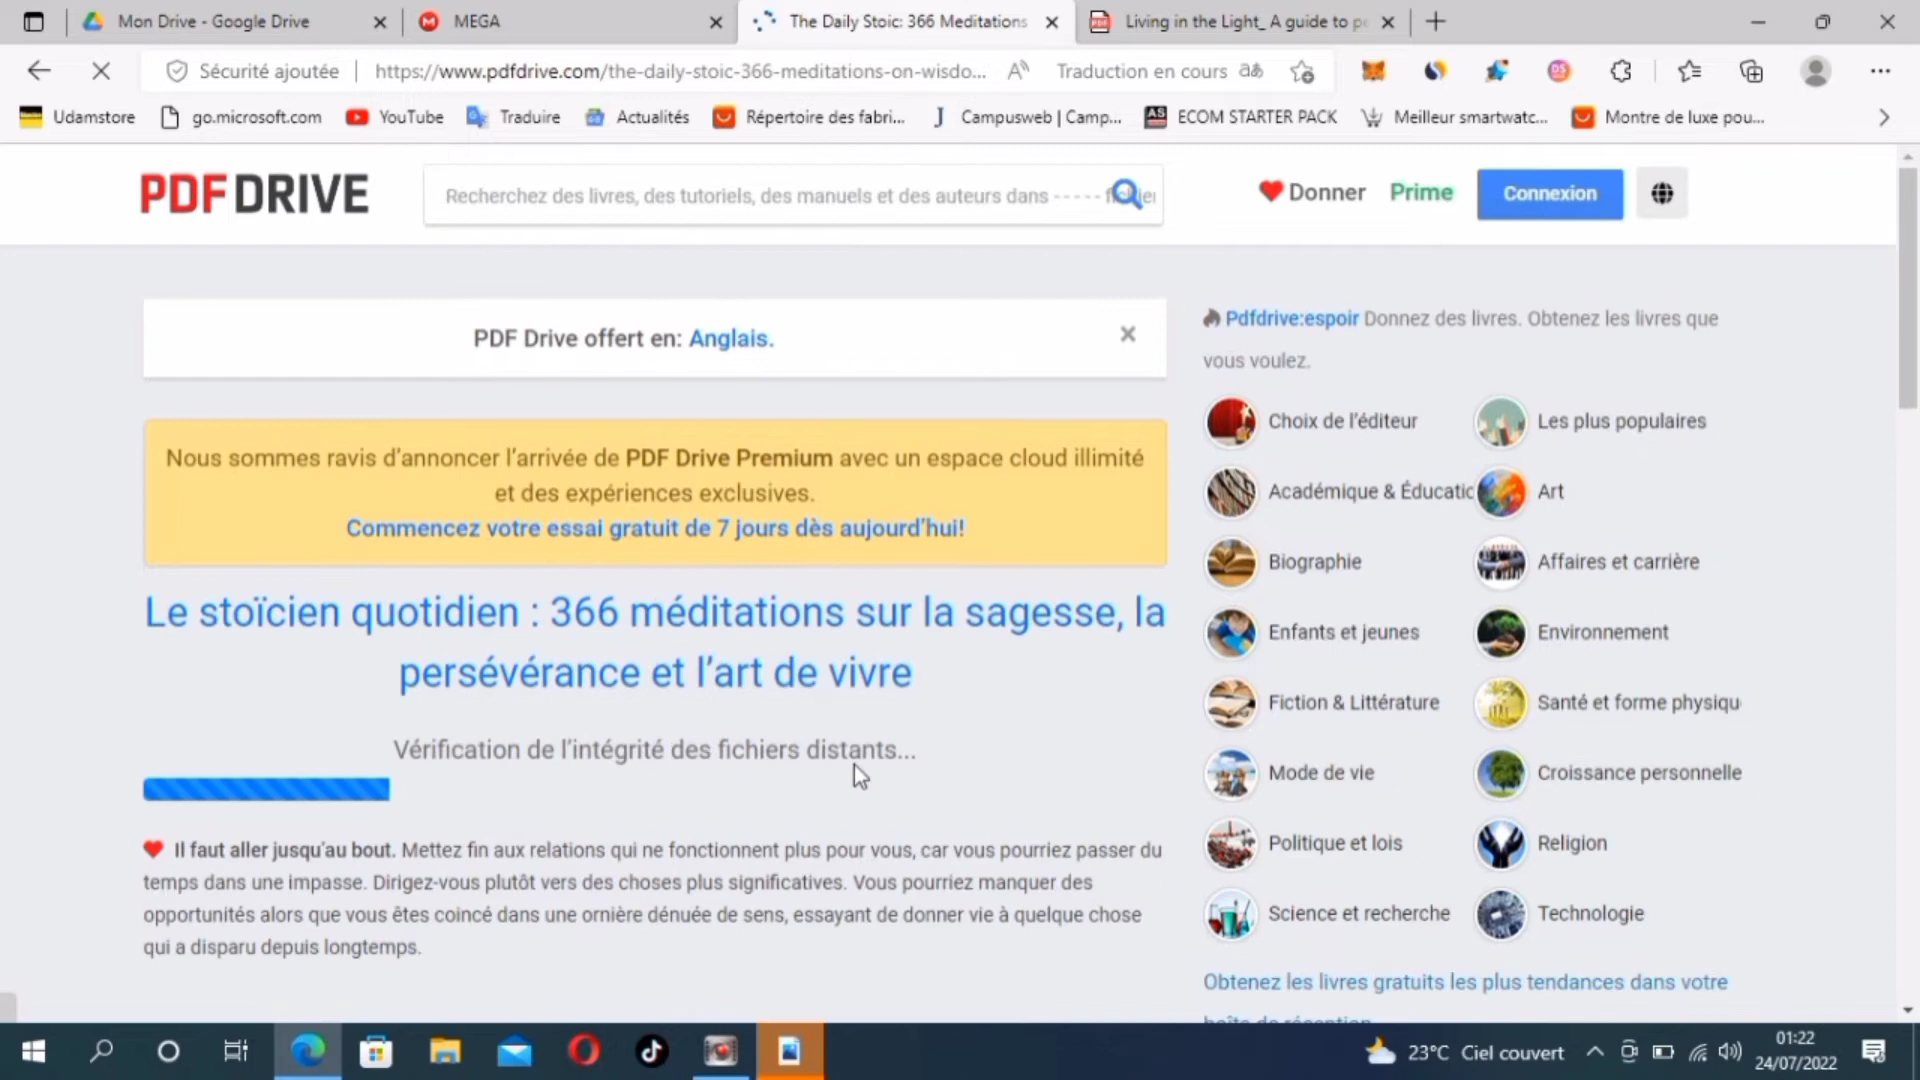 Mon Drive - Google Drive
MEGA
The Daily Stoic: 366 Meditations
Living in the Light_ A guide to pe
Sécurité ajoutée
https://www.pdfdrive.com/the-daily-stoic-366-meditations-on-wisdo...
Traduction en cours
Udamstore
go.microsoft.com
YouTube
Traduire
Actualités
Répertoire des fabri...
Campusweb | Camp...
ECOM STARTER PACK
Meilleur smartwatc...
Montre de luxe pou...
PDF DRIVE
Recherchez des livres, des tutoriels, des manuels et des auteurs dans -----
Donner
Prime
Connexion
PDF Drive offert en: Anglais.
Nous sommes ravis d'annoncer l'arrivée de PDF Drive Premium avec un espace cloud illimité
et des expériences exclusives.
Commencez votre essai gratuit de 7 jours dès aujourd'hui!
Le stoïcien quotidien : 366 méditations sur la sagesse, la
persévérance et l'art de vivre
Vérification de l'intégrité des fichiers distants...
Il faut aller jusqu'au bout. Mettez fin aux relations qui ne fonctionnent plus pour vous, car vous pourriez passer du
temps dans une impasse. Dirigez-vous plutôt vers des choses plus significatives. Vous pourriez manquer des
opportunités alors que vous êtes coincé dans une ornière dénuée de sens, essayant de donner vie à quelque chose
qui a disparu depuis longtemps.
Pdfdrive:espoir Donnez des livres. Obtenez les livres que
vous voulez.
Choix de l'éditeur
Les plus populaires
Académique & Éducatio
Art
Biographie
Affaires et carrière
Enfants et jeunes
Environnement
Fiction & Littérature
Santé et forme physiqu
Mode de vie
Croissance personnelle
Politique et lois
Religion
Science et recherche
Technologie
Obtenez les livres gratuits les plus tendances dans votre
boîte de réception
23°C Ciel couvert
01:22
24/07/2022